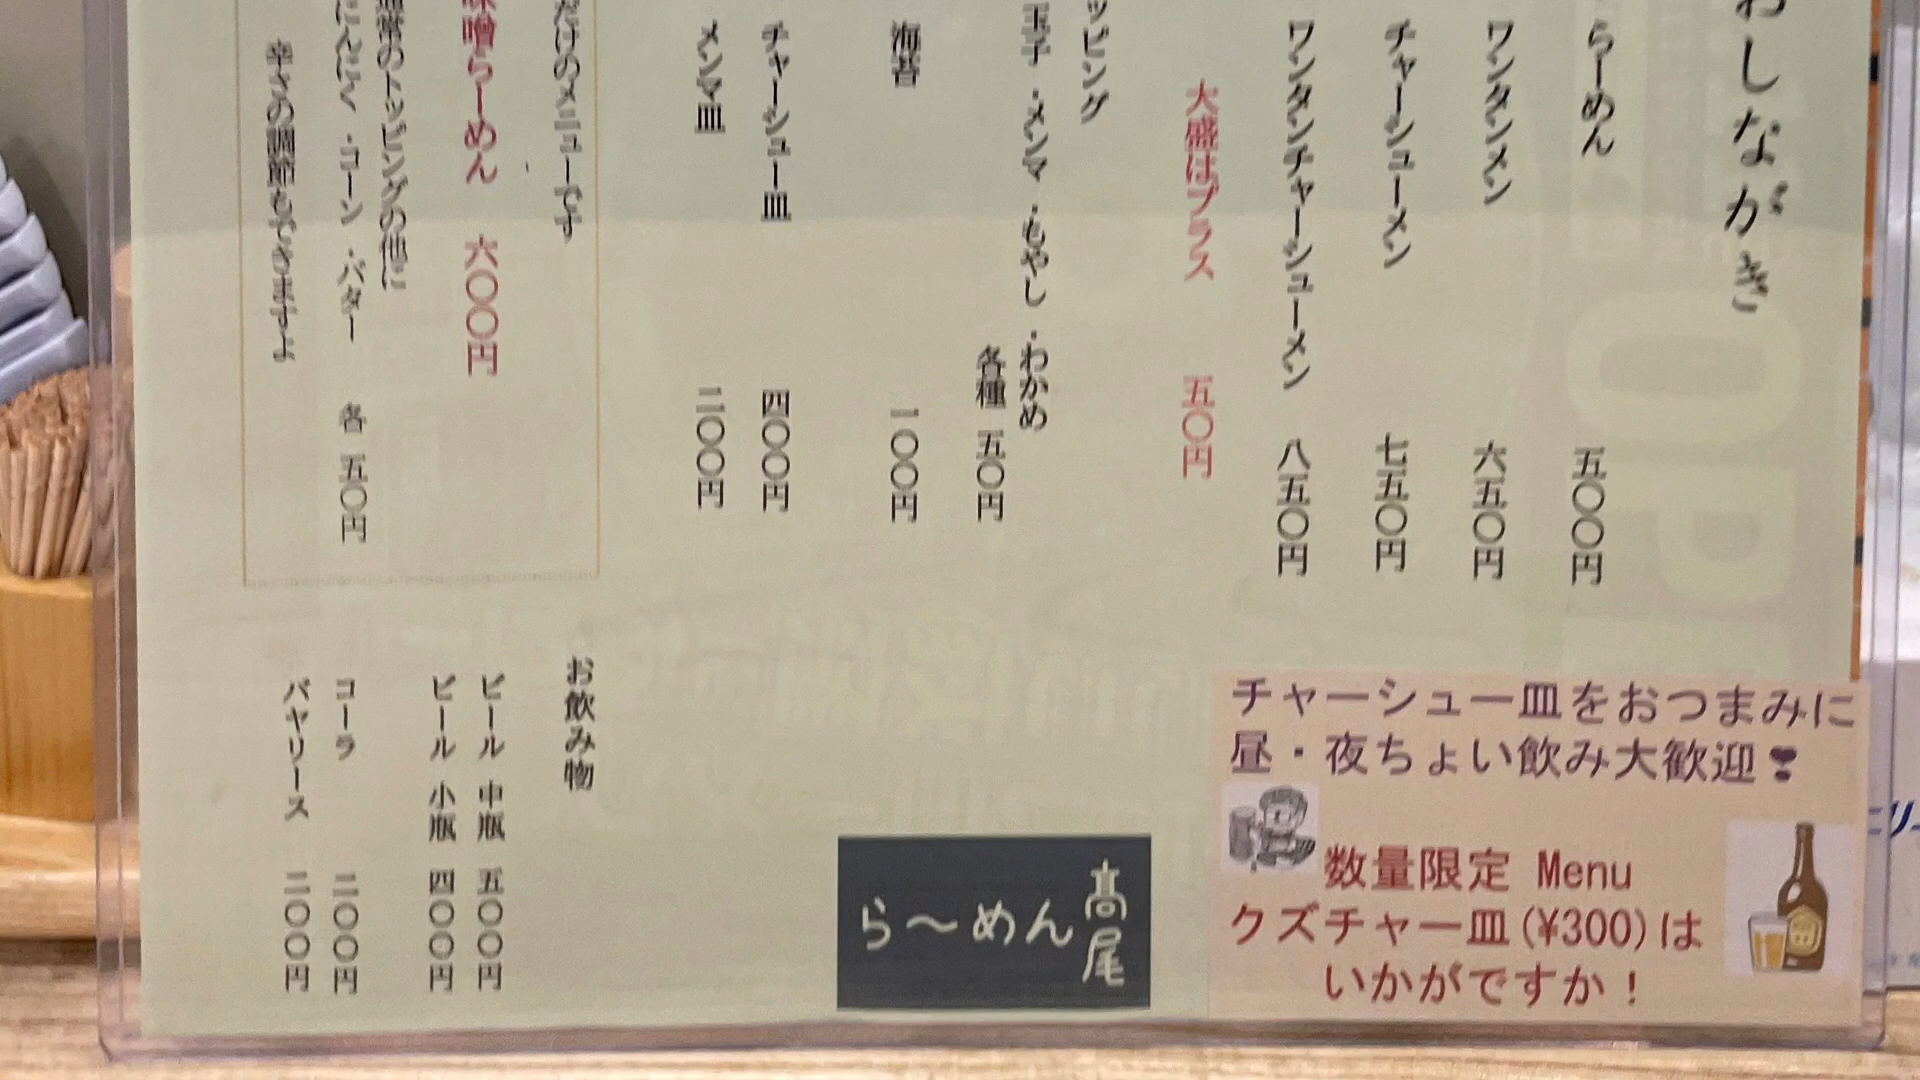 わしながき
らーめん 五〇〇円
ワンタンメン 六五〇円
チャーシューメン 七五〇円
ワンタンチャーシューメン 八五〇円
大盛はプラス 五〇円
ッピング
玉子・メンマ・もやし・わかめ
各種 五〇円
海苔 一〇〇円
チャーシュー皿 四〇〇円
メンマ皿 二〇〇円
だけのメニューです
味噌らーめん 六〇〇円
通常のトッピングの他に
にんにく・コーン・バター 各 五〇円
辛さの調節もできますよ
お飲み物
ビール 中瓶 五〇〇円
ビール 小瓶 四〇〇円
コーラ 二〇〇円
バヤリース 二〇〇円
髙尾
ら〜めん
チャーシュー皿をおつまみに
昼・夜ちょい飲み大歓迎❣
数量限定 Menu
クズチャー皿(¥300)は
いかがですか！